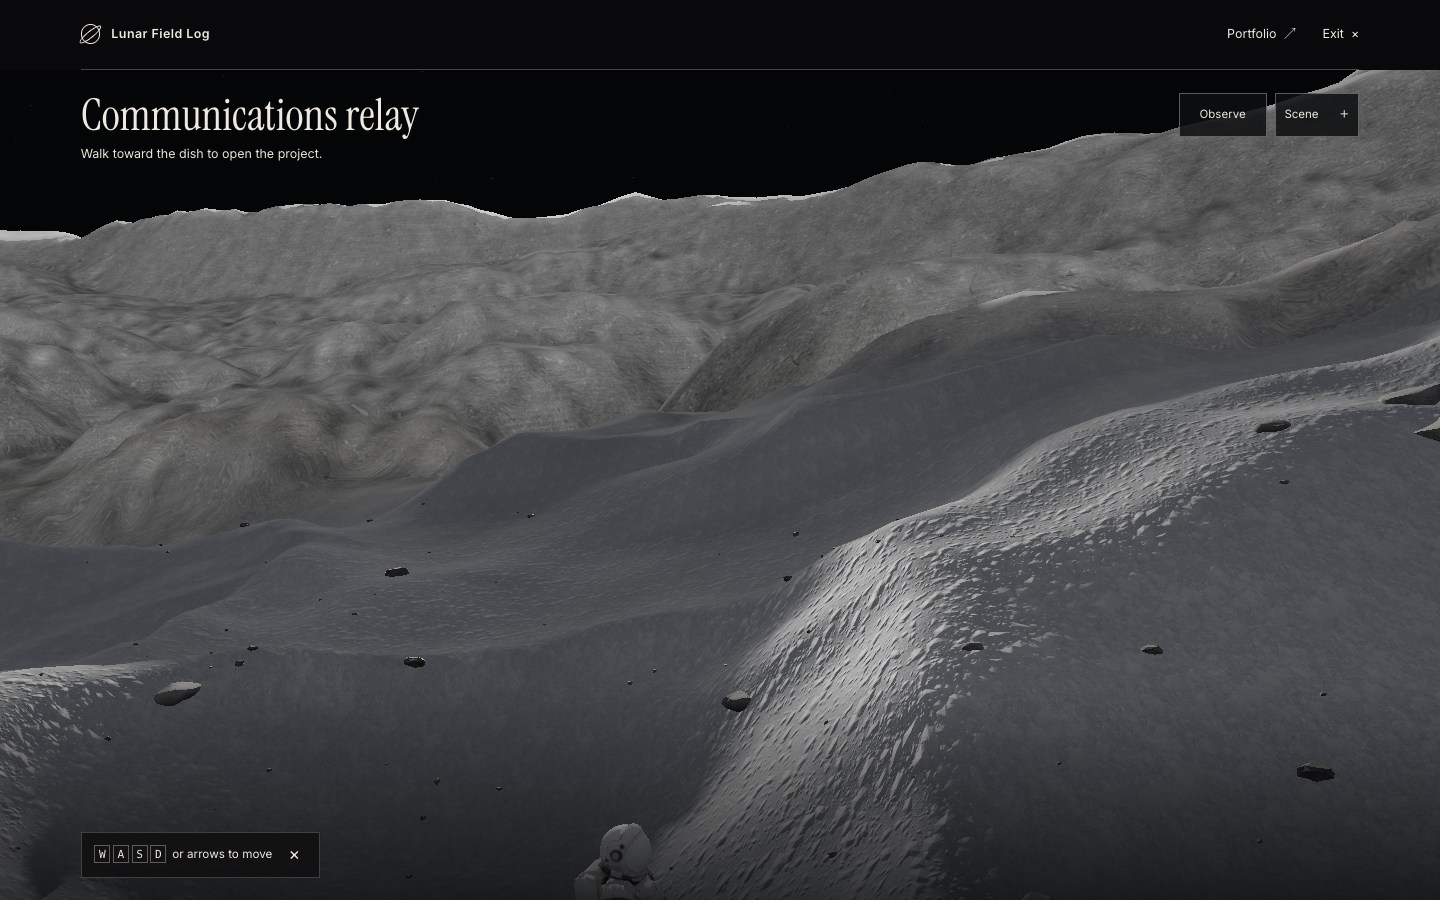 Lunar Field Log
Portfolio ↗ Exit ×
Communications relay
Walk toward the dish to open the project.
Observe
Scene +
W A S D or arrows to move ×